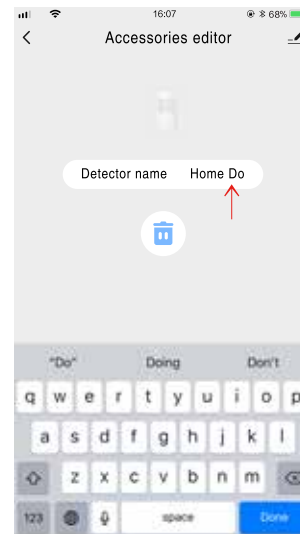 16:07 68%
Accessories editor
Detector name Home Do
"Do" Doing Don't
q w e r t y u i o p
a s d f g h j k l
z x c v b n m
123 space Done